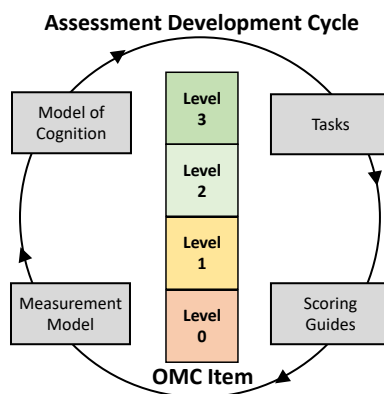 Assessment Development Cycle
Model of
Cognition
Level
3
Tasks
Level
2
Level
1
Measurement
Model
Level
0
Scoring
Guides
OMC Item